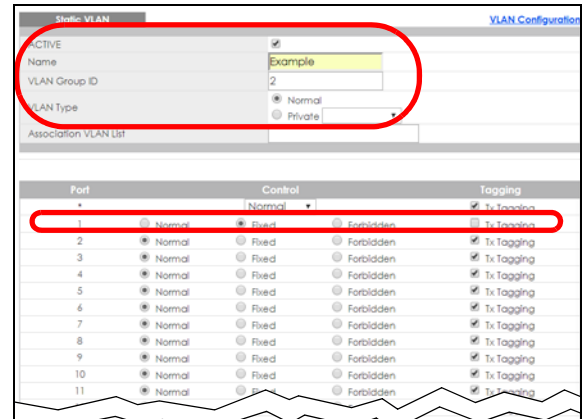 Static VLAN VLAN Configuration
ACTIVE
Name Example
VLAN Group ID 2
VLAN Type Normal
Private
Association VLAN List
Port Control Tagging
* Normal Tx Tagging
1 Normal Fixed Forbidden Tx Tagging
2 Normal Fixed Forbidden Tx Tagging
3 Normal Fixed Forbidden Tx Tagging
4 Normal Fixed Forbidden Tx Tagging
5 Normal Fixed Forbidden Tx Tagging
6 Normal Fixed Forbidden Tx Tagging
7 Normal Fixed Forbidden Tx Tagging
8 Normal Fixed Forbidden Tx Tagging
9 Normal Fixed Forbidden Tx Tagging
10 Normal Fixed Forbidden Tx Tagging
11 Normal Fixed Forbidden Tx Tagging